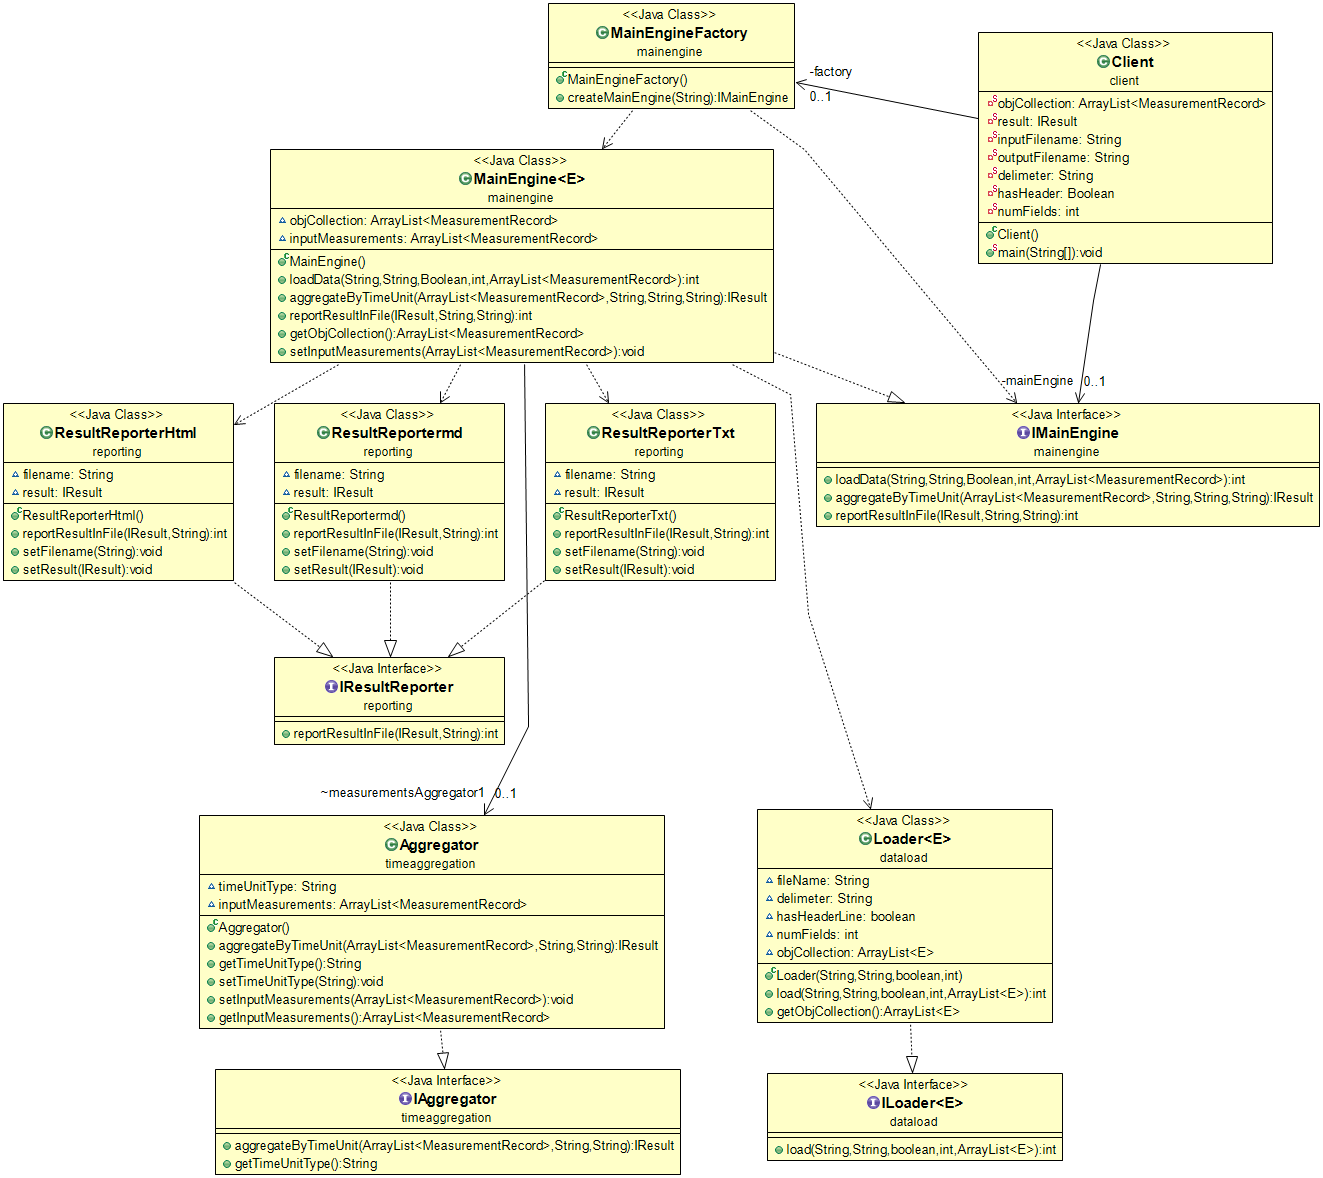 <<Java Class>>
MainEngineFactory
mainengine
MainEngineFactory()
createMainEngine(String):IMainEngine
<<Java Class>>
Client
client
objCollection: ArrayList<MeasurementRecord>
result: IResult
inputFilename: String
outputFilename: String
delimeter: String
hasHeader: Boolean
numFields: int
Client()
main(String[]):void
-factory
0..1
<<Java Class>>
MainEngine<E>
mainengine
objCollection: ArrayList<MeasurementRecord>
inputMeasurements: ArrayList<MeasurementRecord>
MainEngine()
loadData(String,String,Boolean,int,ArrayList<MeasurementRecord>):int
aggregateByTimeUnit(ArrayList<MeasurementRecord>,String,String,String):IResult
reportResultInFile(IResult,String,String):int
getObjCollection():ArrayList<MeasurementRecord>
setInputMeasurements(ArrayList<MeasurementRecord>):void
-mainEngine
0..1
<<Java Class>>
ResultReporterHtml
reporting
filename: String
result: IResult
ResultReporterHtml()
reportResultInFile(IResult,String):int
setFilename(String):void
setResult(IResult):void
<<Java Class>>
ResultReportermd
reporting
filename: String
result: IResult
ResultReportermd()
reportResultInFile(IResult,String):int
setFilename(String):void
setResult(IResult):void
<<Java Class>>
ResultReporterTxt
reporting
filename: String
result: IResult
ResultReporterTxt()
reportResultInFile(IResult,String):int
setFilename(String):void
setResult(IResult):void
<<Java Interface>>
IMainEngine
mainengine
loadData(String,String,Boolean,int,ArrayList<MeasurementRecord>):int
aggregateByTimeUnit(ArrayList<MeasurementRecord>,String,String,String):IResult
reportResultInFile(IResult,String,String):int
<<Java Interface>>
IResultReporter
reporting
reportResultInFile(IResult,String):int
~measurementsAggregator1
0..1
<<Java Class>>
Aggregator
timeaggregation
timeUnitType: String
inputMeasurements: ArrayList<MeasurementRecord>
Aggregator()
aggregateByTimeUnit(ArrayList<MeasurementRecord>,String,String):IResult
getTimeUnitType():String
setTimeUnitType(String):void
setInputMeasurements(ArrayList<MeasurementRecord>):void
getInputMeasurements():ArrayList<MeasurementRecord>
<<Java Class>>
Loader<E>
dataload
fileName: String
delimeter: String
hasHeaderLine: boolean
numFields: int
objCollection: ArrayList<E>
Loader(String,String,boolean,int)
load(String,String,boolean,int,ArrayList<E>):int
getObjCollection():ArrayList<E>
<<Java Interface>>
IAggregator
timeaggregation
aggregateByTimeUnit(ArrayList<MeasurementRecord>,String,String):IResult
getTimeUnitType():String
<<Java Interface>>
ILoader<E>
dataload
load(String,String,boolean,int,ArrayList<E>):int